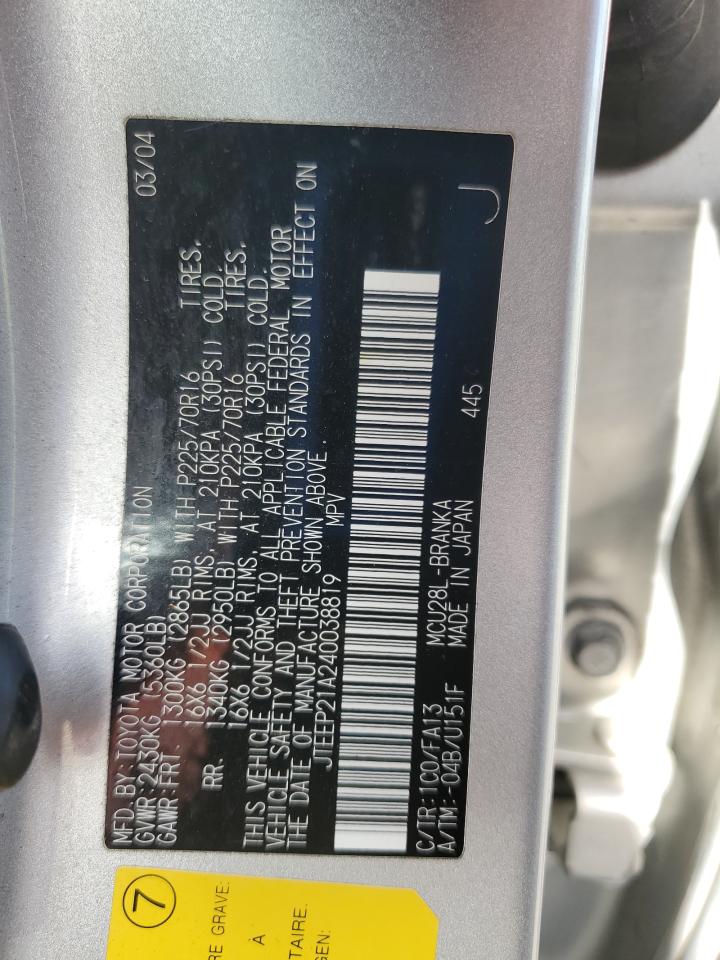 MFD. BY: TOYOTA MOTOR CORPORATION 03/04
GVWR: 2430KG (5360LB)
GAWR: FRT. 1300KG (2865LB) WITH P225/70R16 TIRES,
16X6 1/2JJ RIMS, AT 210KPA (30PSI) COLD.
RR. 1340KG (2950LB) WITH P225/70R16 TIRES,
16X6 1/2JJ RIMS, AT 210KPA (30PSI) COLD.
THIS VEHICLE CONFORMS TO ALL APPLICABLE FEDERAL MOTOR
VEHICLE SAFETY AND THEFT PREVENTION STANDARDS IN EFFECT ON
THE DATE OF MANUFACTURE SHOWN ABOVE.
JTEEP21A240038819 MPV
C/TR: 1C0/FA13 MCU28L-BRANKA 445 J
A/TM: -04B/U151F MADE IN JAPAN
7
RE GRAVE:
À
TAIRE.
GEN: